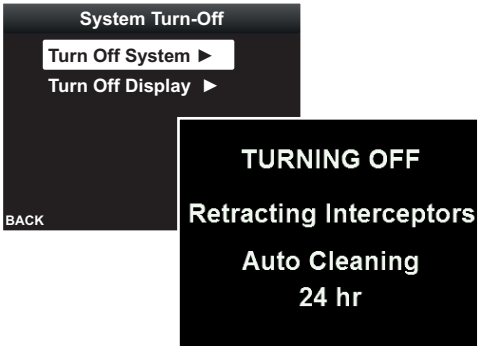 System Turn-Off
Turn Off System ►
Turn Off Display ►
BACK
TURNING OFF
Retracting Interceptors
Auto Cleaning
24 hr